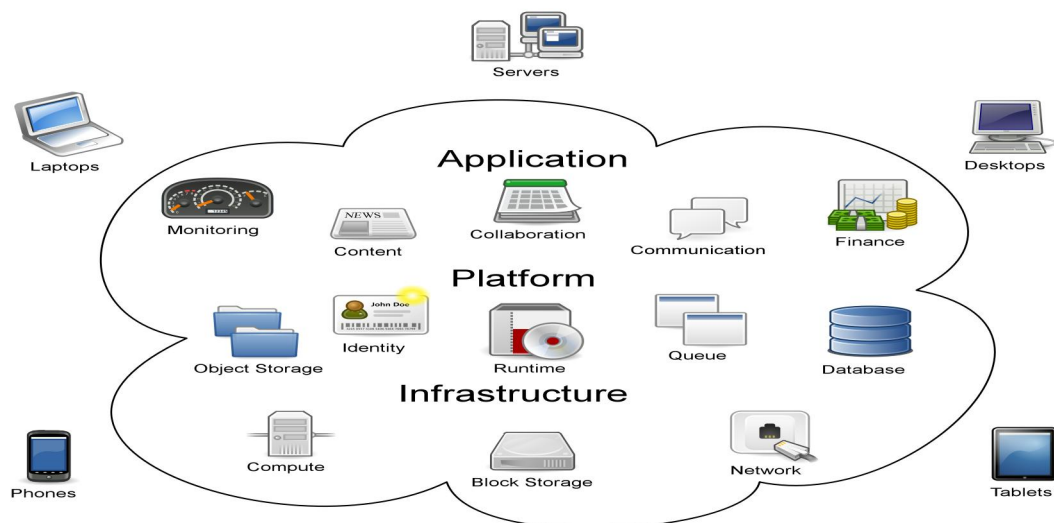 Servers
Laptops
Desktops
Application
Monitoring
NEWS
Content
Collaboration
Communication
Finance
Platform
John Doe
Object Storage
Identity
Runtime
Queue
Database
Infrastructure
Compute
Block Storage
Network
Phones
Tablets